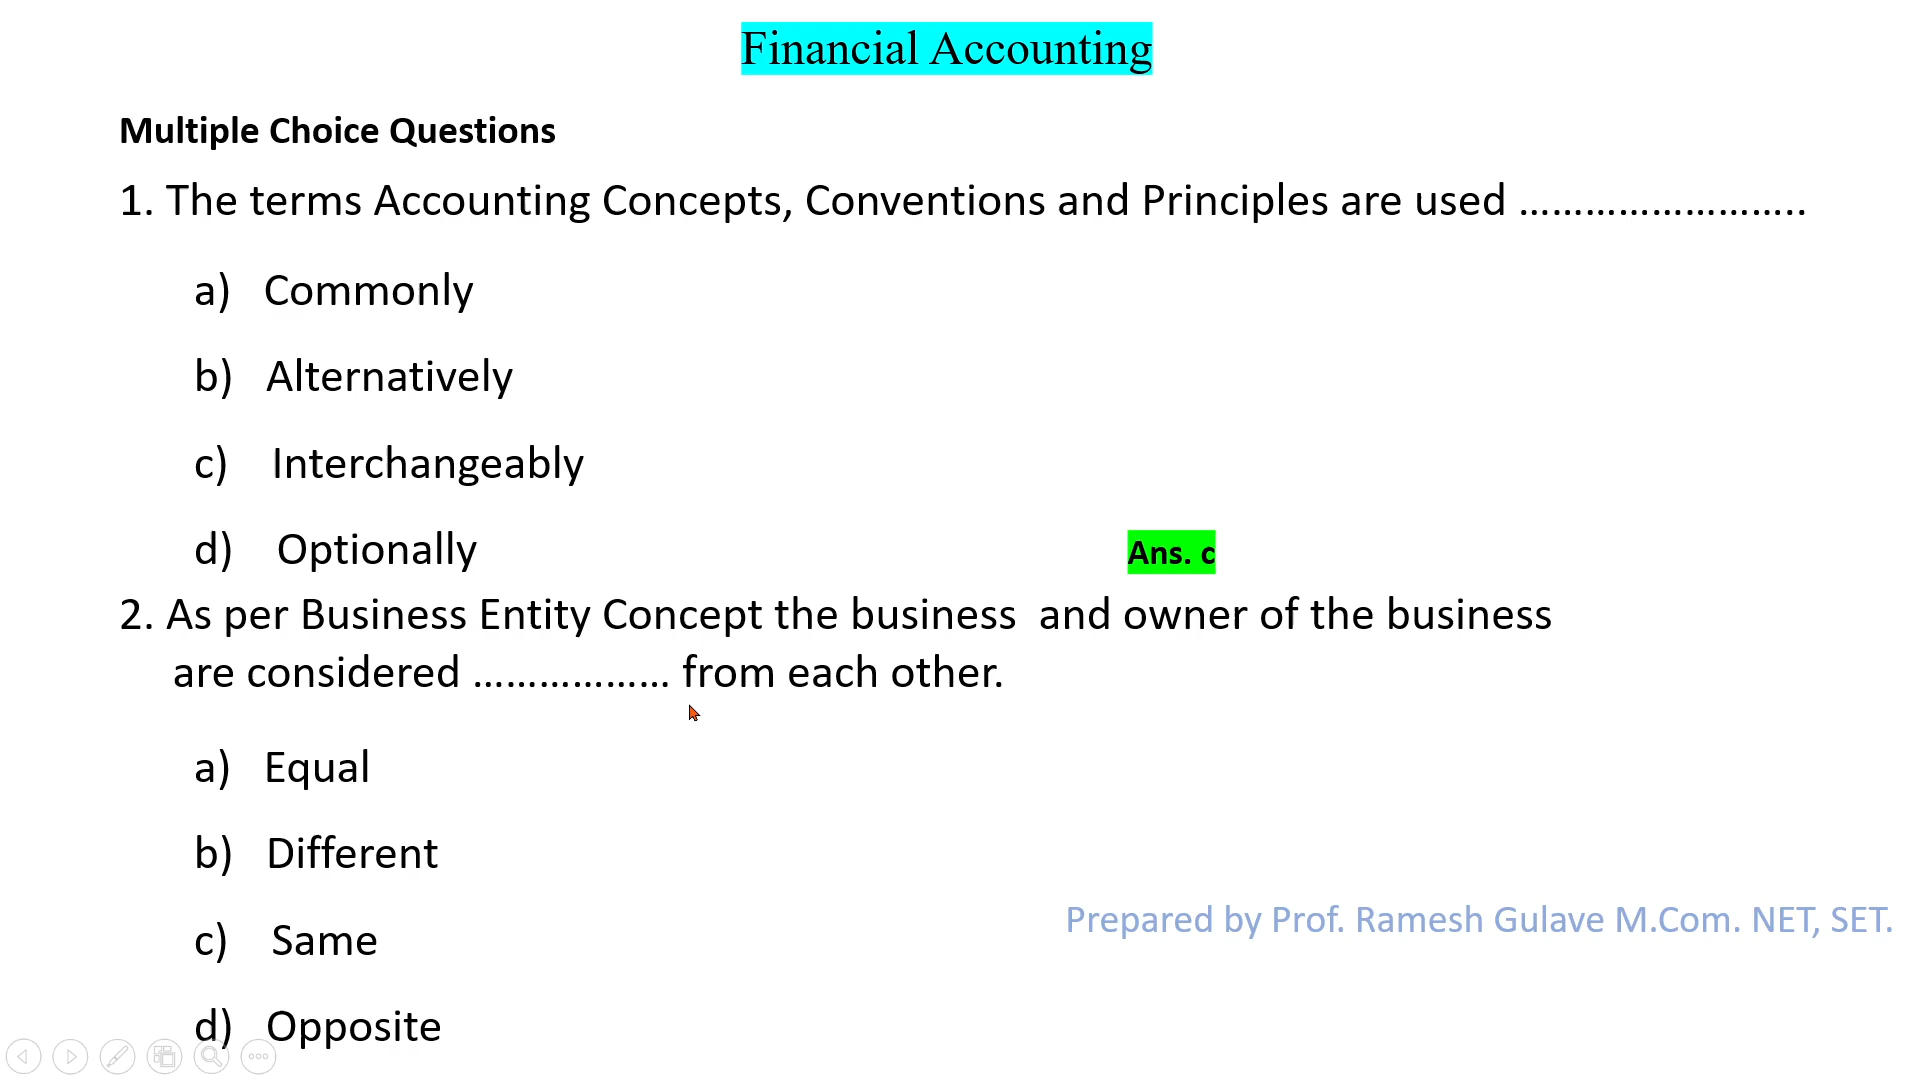 Financial Accounting
Multiple Choice Questions
1. The terms Accounting Concepts, Conventions and Principles are used ……………………..
a) Commonly
b) Alternatively
c) Interchangeably
d) Optionally
Ans. c
2. As per Business Entity Concept the business and owner of the business
are considered ……………… from each other.
a) Equal
b) Different
c) Same
Prepared by Prof. Ramesh Gulave M.Com. NET, SET.
d) Opposite